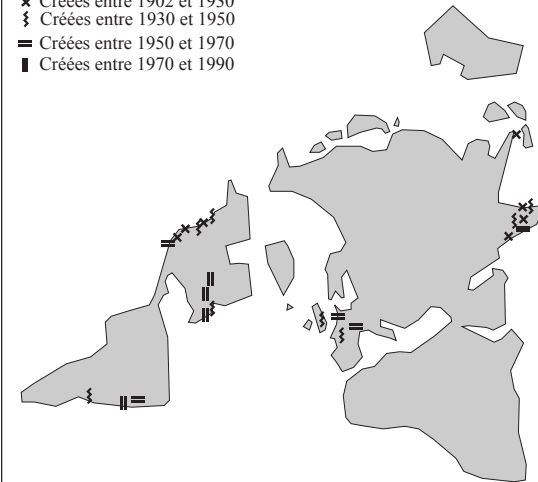 Créées entre 1902 et 1930
Créées entre 1930 et 1950
Créées entre 1950 et 1970
Créées entre 1970 et 1990